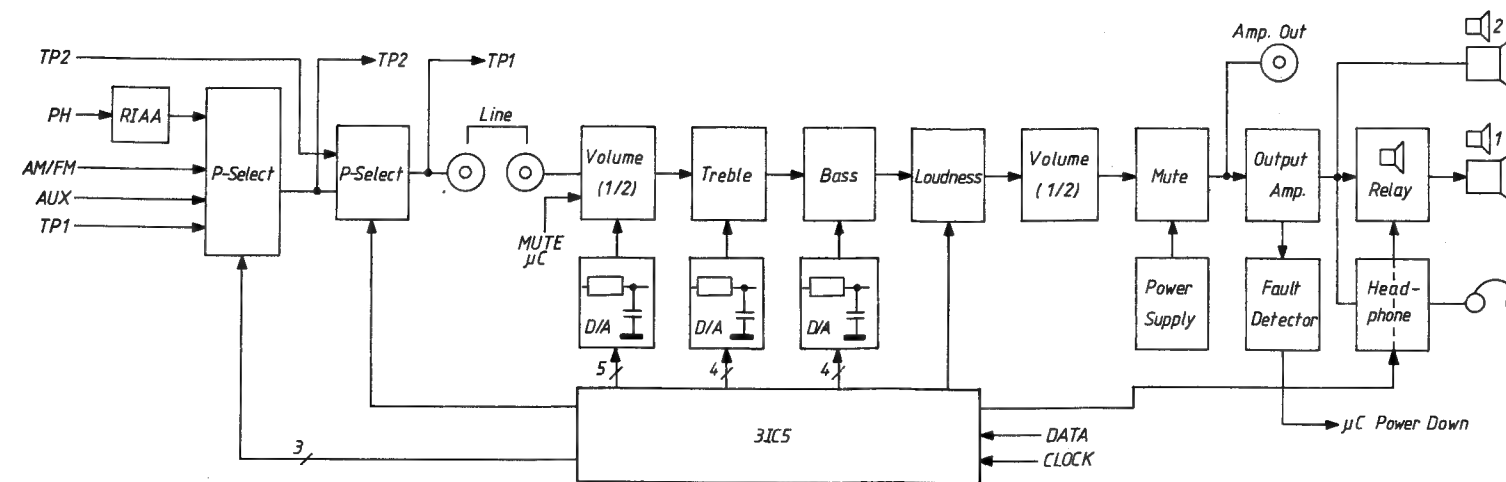 Amp. Out
2
TP2
TP2
TP1
PH
RIAA
Line
1
AM/FM
P-Select
P-Select
Volume
(1/2)
Treble
Bass
Loudness
Volume
(1/2)
Mute
Output
Amp.
Relay
AUX
TP1
MUTE
µC
D/A
D/A
D/A
Power
Supply
Fault
Detector
Head-
phone
5
4
4
3
3IC5
DATA
CLOCK
µC Power Down